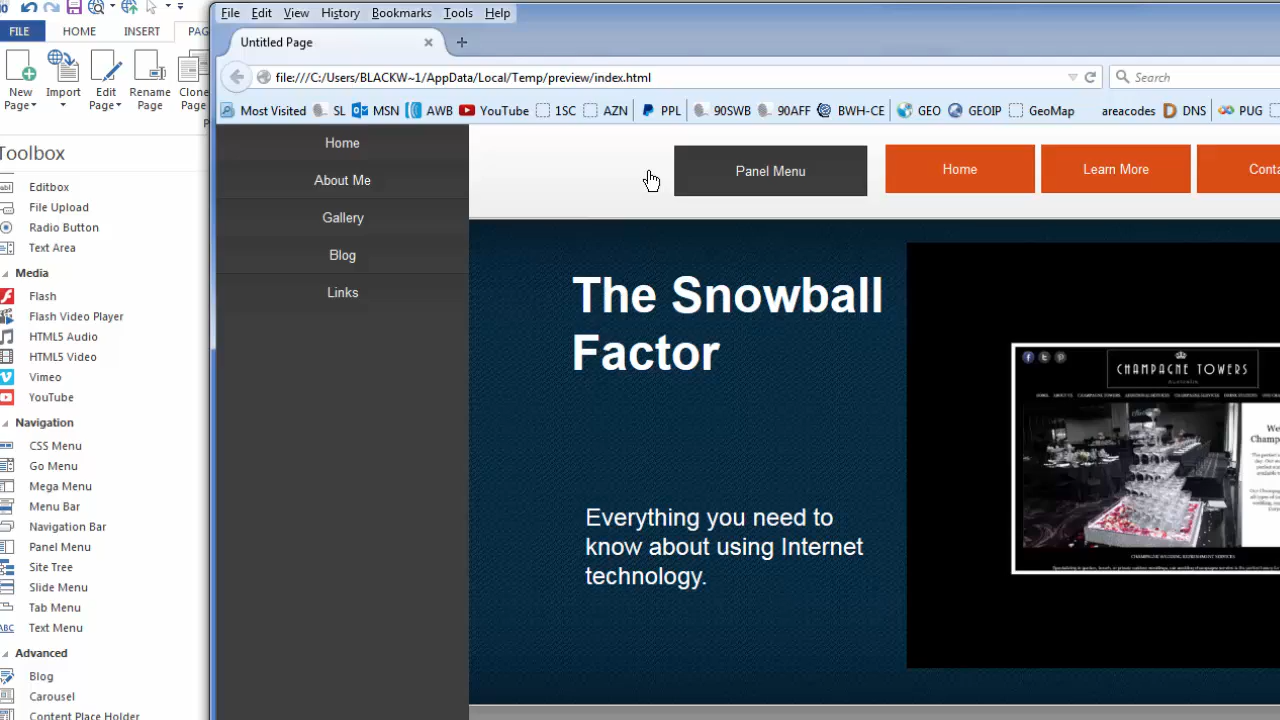 File Edit View History Bookmarks Tools Help
FILE HOME INSERT PAG
Untitled Page
New Page
Import
Edit Page
Rename Page
Clone Page
file:///C:/Users/BLACKW~1/AppData/Local/Temp/preview/index.html
Search
Most Visited SL MSN AWB YouTube 1SC AZN PPL 90SWB 90AFF BWH-CE GEO GEOIP GeoMap areacodes DNS PUG
Toolbox
Editbox
File Upload
Radio Button
Text Area
Media
Flash
Flash Video Player
HTML5 Audio
HTML5 Video
Vimeo
YouTube
Navigation
CSS Menu
Go Menu
Mega Menu
Menu Bar
Navigation Bar
Panel Menu
Site Tree
Slide Menu
Tab Menu
Text Menu
Advanced
Blog
Carousel
Content Place Holder
Home
About Me
Gallery
Blog
Links
Panel Menu
Home
Learn More
Conta
The Snowball
Factor
Everything you need to
know about using Internet
technology.
CHAMPAGNE TOWERS
We
Champ